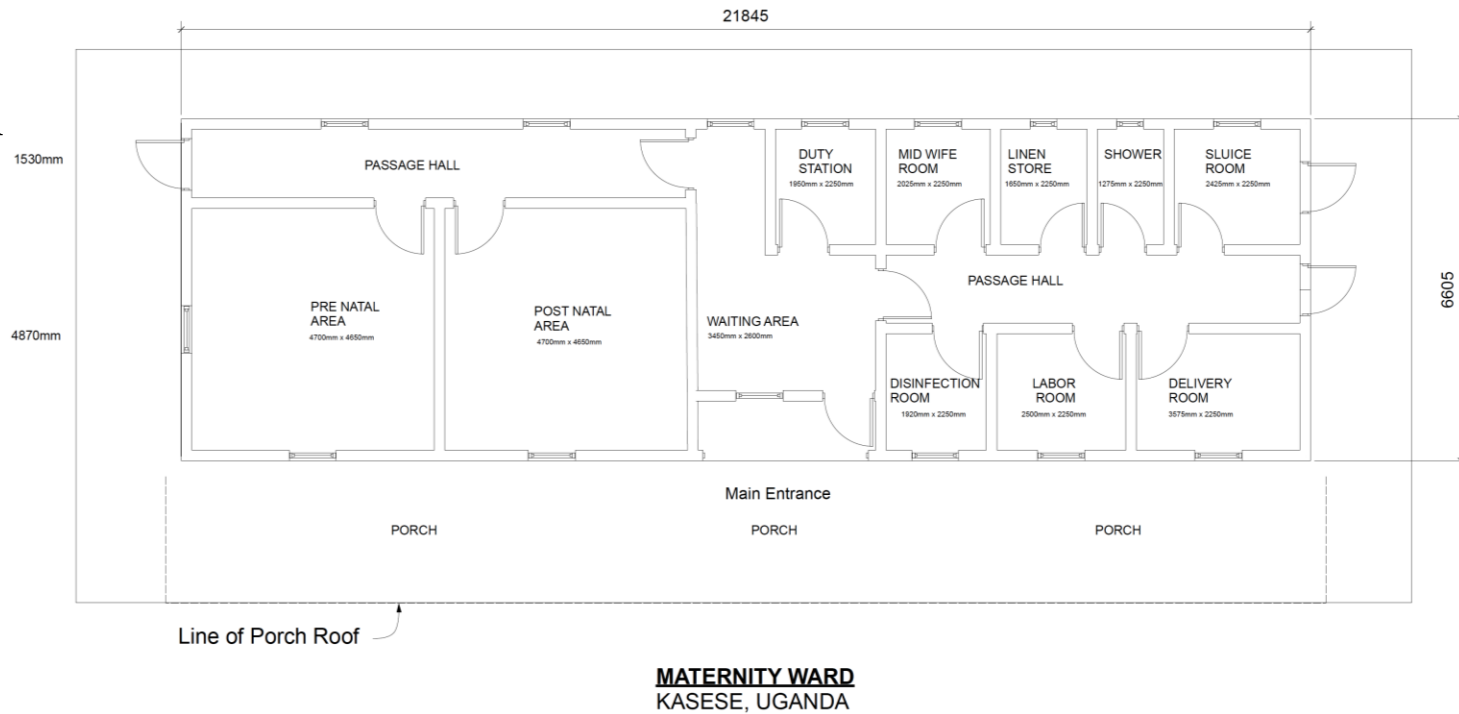 21845
1530mm
PASSAGE HALL
DUTY
STATION
1950mm x 2250mm
MID WIFE
ROOM
2025mm x 2250mm
LINEN
STORE
1650mm x 2250mm
SHOWER
1275mm x 2250mm
SLUICE
ROOM
2425mm x 2250mm
PASSAGE HALL
6605
4870mm
PRE NATAL
AREA
4700mm x 4650mm
POST NATAL
AREA
4700mm x 4650mm
WAITING AREA
3450mm x 2600mm
DISINFECTION
ROOM
1920mm x 2250mm
LABOR
ROOM
2500mm x 2250mm
DELIVERY
ROOM
3575mm x 2250mm
Main Entrance
PORCH
PORCH
PORCH
Line of Porch Roof
MATERNITY WARD
KASESE, UGANDA